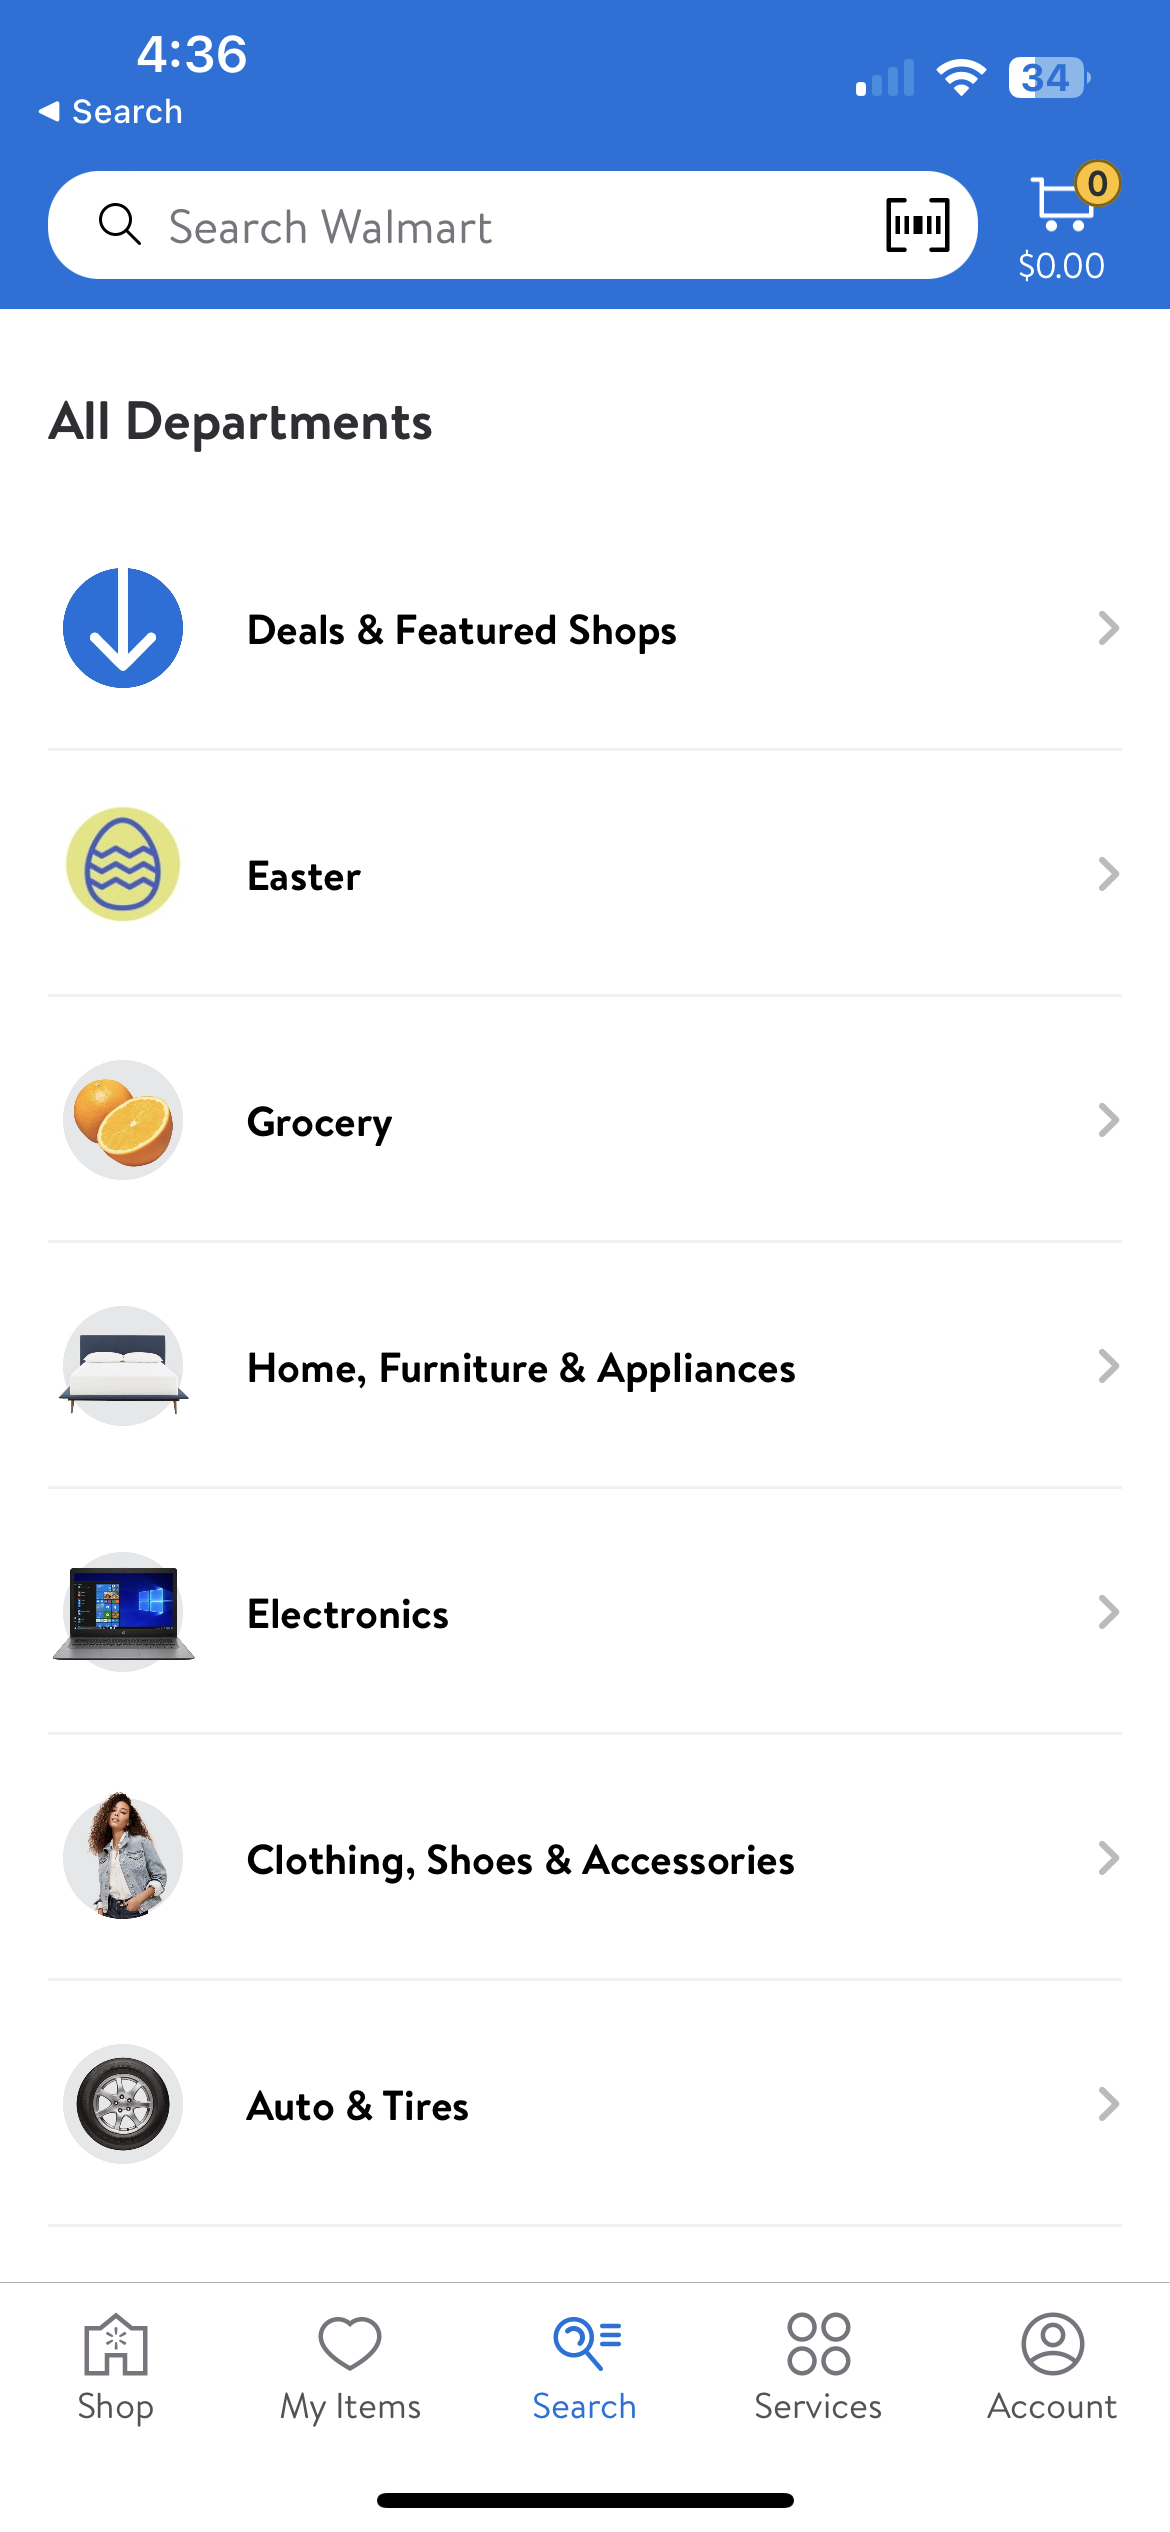 4:36
34
Search
Search Walmart
0
$0.00
All Departments
Deals & Featured Shops
Easter
Grocery
Home, Furniture & Appliances
Electronics
Clothing, Shoes & Accessories
Auto & Tires
Shop
My Items
Search
Services
Account